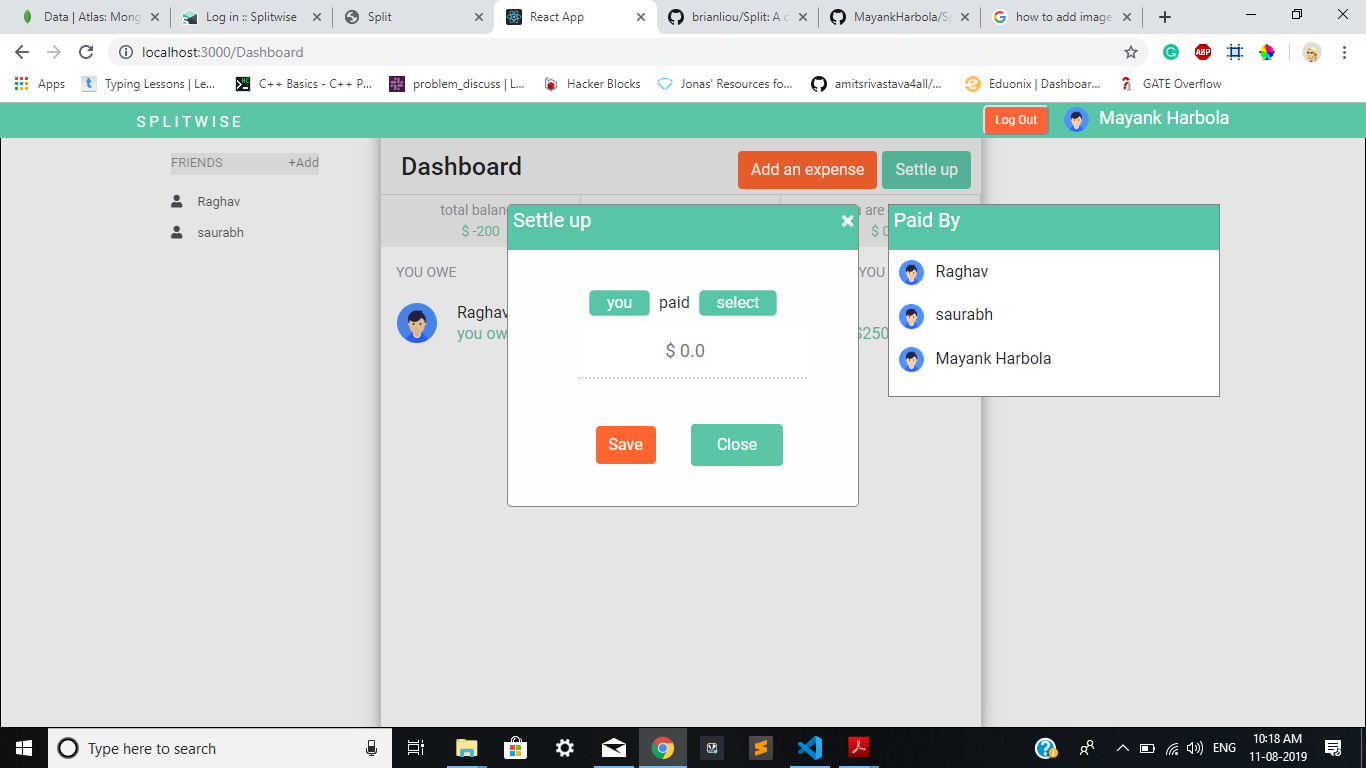 Data | Atlas: Mong
Log in :: Splitwise
Split
React App
brianliou/Split: A c
MayankHarbola/Sp
how to add image
localhost:3000/Dashboard
ABP
Apps
Typing Lessons | Le...
C++ Basics - C++ P...
problem_discuss | L...
Hacker Blocks
Jonas' Resources fo...
amitsrivastava4all/...
Eduonix | Dashboar...
GATE Overflow
SPLITWISE
Log Out
Mayank Harbola
FRIENDS +Add
Raghav
saurabh
Dashboard
Add an expense
Settle up
total balan
$ -200
u are
$ 0
YOU OWE
YOU
Raghav
you ow
$250
Settle up
you paid select
$ 0.0
Save
Close
Paid By
Raghav
saurabh
Mayank Harbola
Type here to search
ENG
10:18 AM
11-08-2019